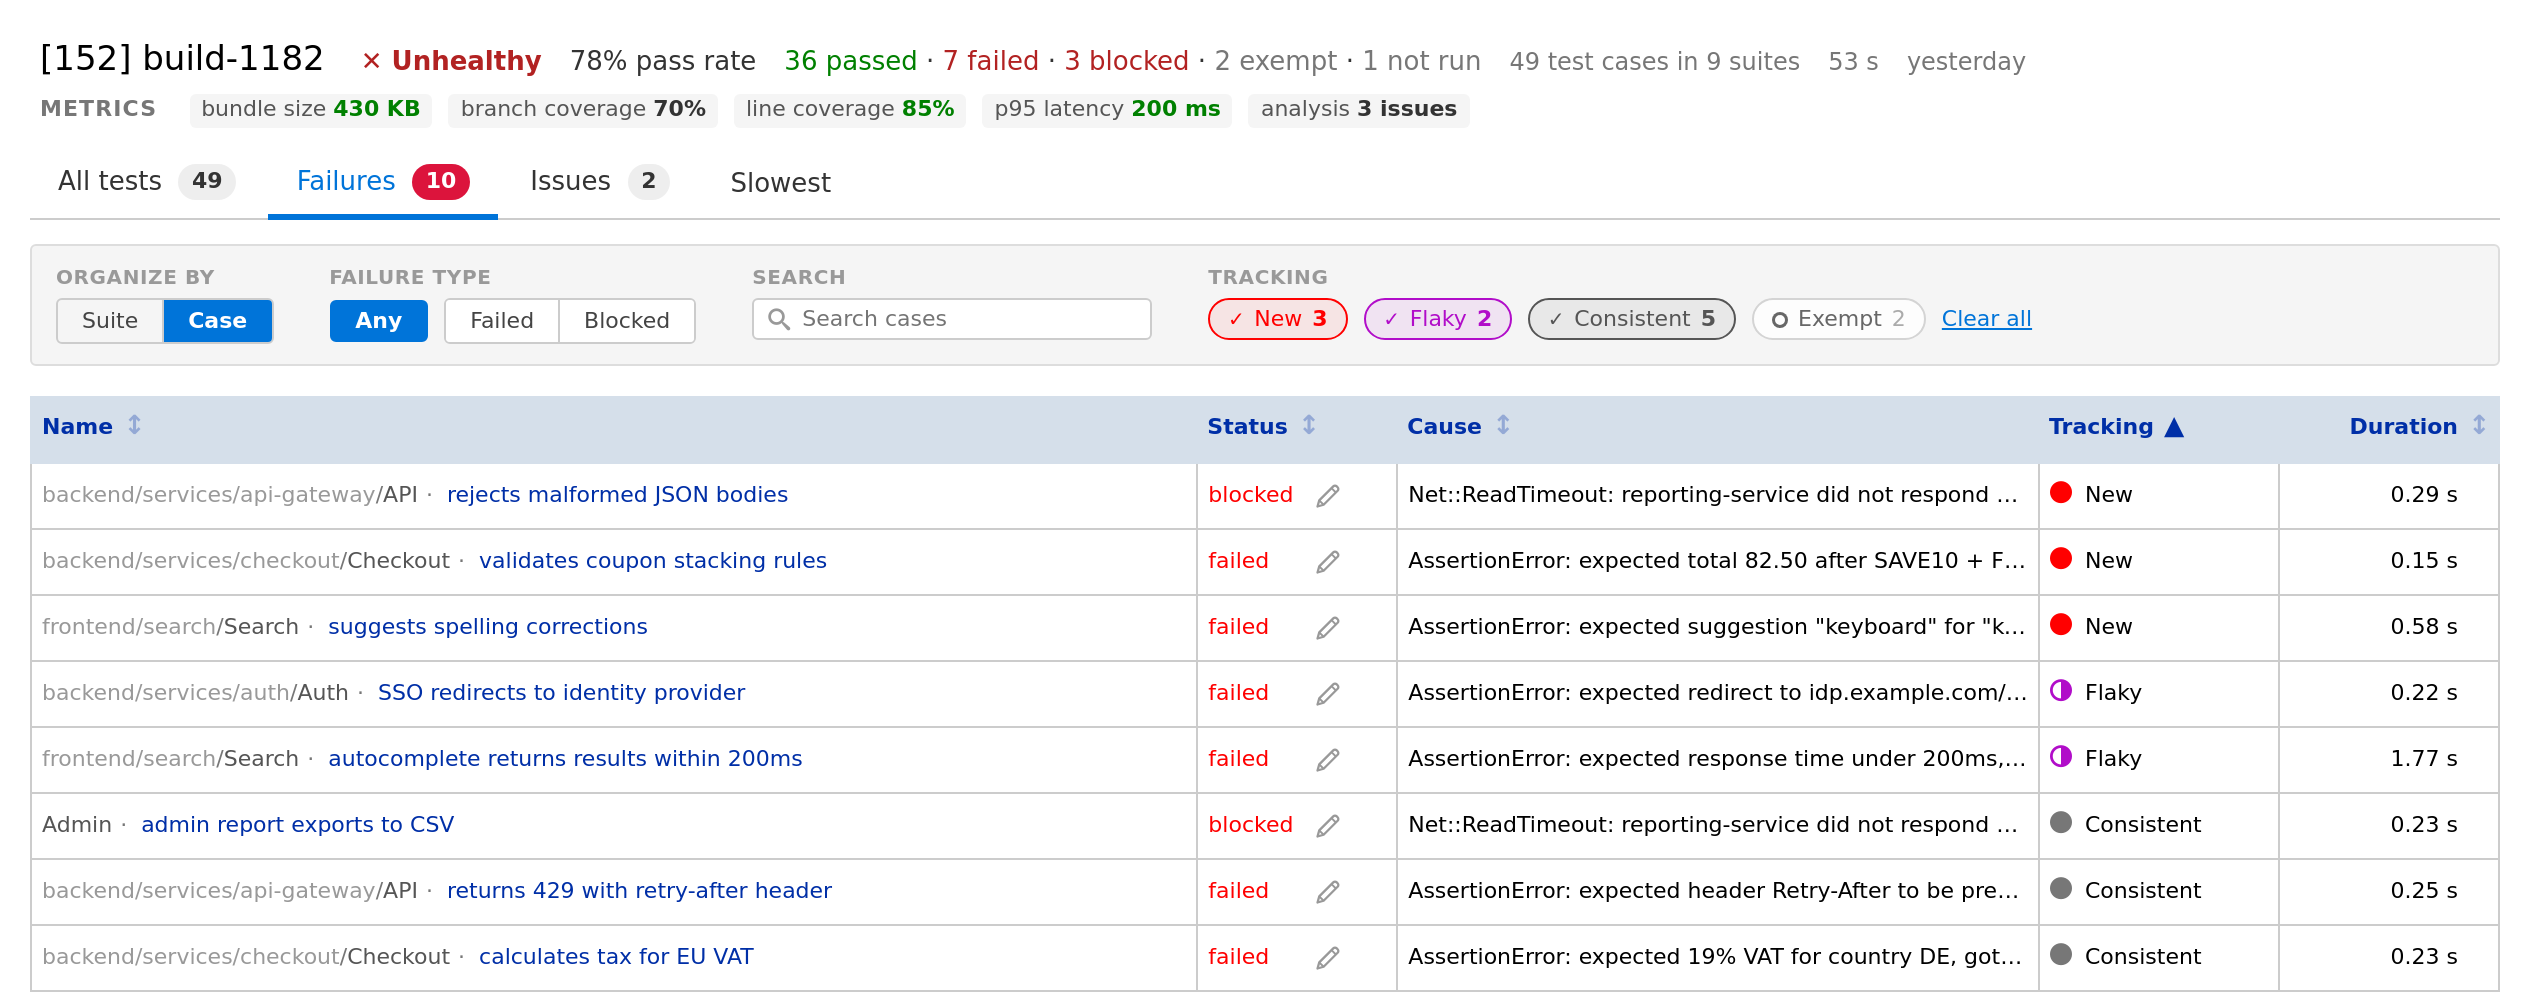 [152] build-1182 ✕ Unhealthy 78% pass rate 36 passed · 7 failed · 3 blocked · 2 exempt · 1 not run 49 test cases in 9 suites 53 s yesterday
METRICS bundle size 430 KB branch coverage 70% line coverage 85% p95 latency 200 ms analysis 3 issues
All tests 49 Failures 10 Issues 2 Slowest
ORGANIZE BY FAILURE TYPE SEARCH TRACKING
Suite Case Any Failed Blocked Search cases ✓ New 3 ✓ Flaky 2 ✓ Consistent 5 Exempt 2 Clear all
Name ↕ Status ↕ Cause ↕ Tracking ▲ Duration ↕
backend/services/api-gateway/API · rejects malformed JSON bodies blocked Net::ReadTimeout: reporting-service did not respond … New 0.29 s
backend/services/checkout/Checkout · validates coupon stacking rules failed AssertionError: expected total 82.50 after SAVE10 + F… New 0.15 s
frontend/search/Search · suggests spelling corrections failed AssertionError: expected suggestion "keyboard" for "k… New 0.58 s
backend/services/auth/Auth · SSO redirects to identity provider failed AssertionError: expected redirect to idp.example.com/… Flaky 0.22 s
frontend/search/Search · autocomplete returns results within 200ms failed AssertionError: expected response time under 200ms,… Flaky 1.77 s
Admin · admin report exports to CSV blocked Net::ReadTimeout: reporting-service did not respond … Consistent 0.23 s
backend/services/api-gateway/API · returns 429 with retry-after header failed AssertionError: expected header Retry-After to be pre… Consistent 0.25 s
backend/services/checkout/Checkout · calculates tax for EU VAT failed AssertionError: expected 19% VAT for country DE, got… Consistent 0.23 s